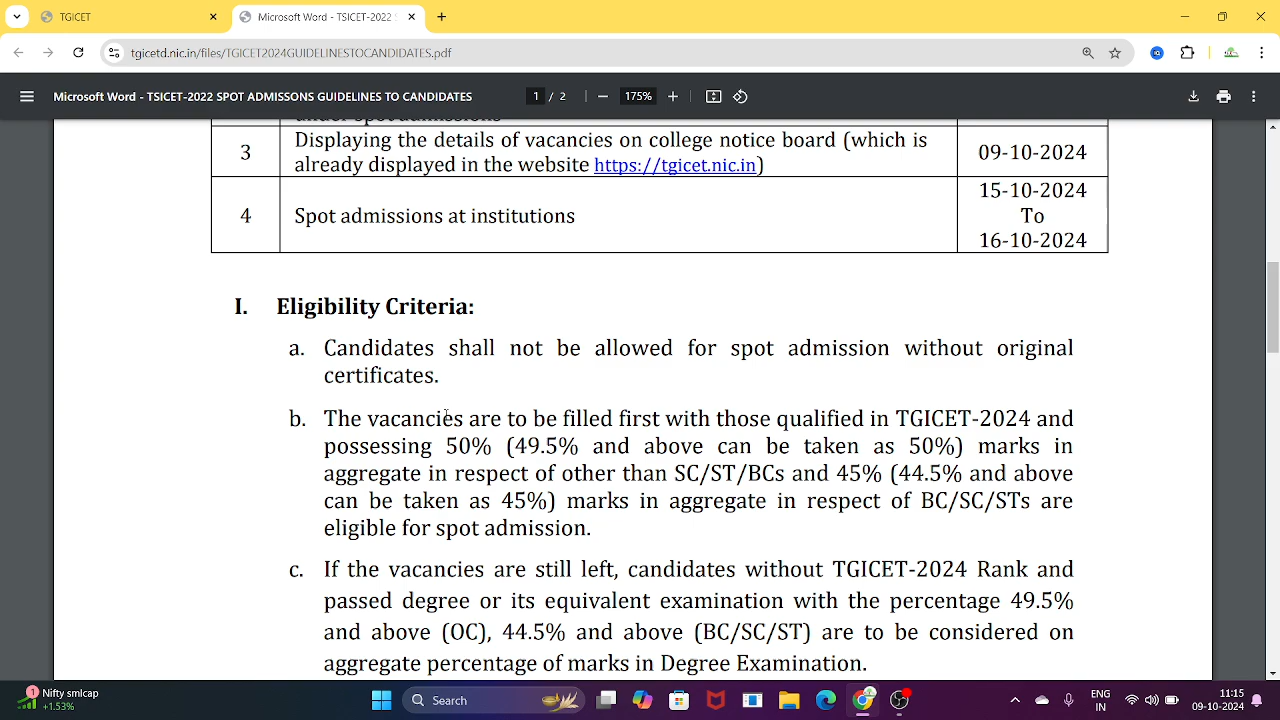 TGICET
Microsoft Word - TSICET-2022 S
tgicetd.nic.in/files/TGICET2024GUIDELINESTOCANDIDATES.pdf
Microsoft Word - TSICET-2022 SPOT ADMISSONS GUIDELINES TO CANDIDATES
1 / 2
175%
under spot admissions
3
Displaying the details of vacancies on college notice board (which is
already displayed in the website https://tgicet.nic.in)
09-10-2024
4
Spot admissions at institutions
15-10-2024
To
16-10-2024
I. Eligibility Criteria:
a. Candidates shall not be allowed for spot admission without original
certificates.
b. The vacancies are to be filled first with those qualified in TGICET-2024 and
possessing 50% (49.5% and above can be taken as 50%) marks in
aggregate in respect of other than SC/ST/BCs and 45% (44.5% and above
can be taken as 45%) marks in aggregate in respect of BC/SC/STs are
eligible for spot admission.
c. If the vacancies are still left, candidates without TGICET-2024 Rank and
passed degree or its equivalent examination with the percentage 49.5%
and above (OC), 44.5% and above (BC/SC/ST) are to be considered on
aggregate percentage of marks in Degree Examination.
1
Nifty smlcap
+1.53%
Search
ENG
IN
11:15
09-10-2024